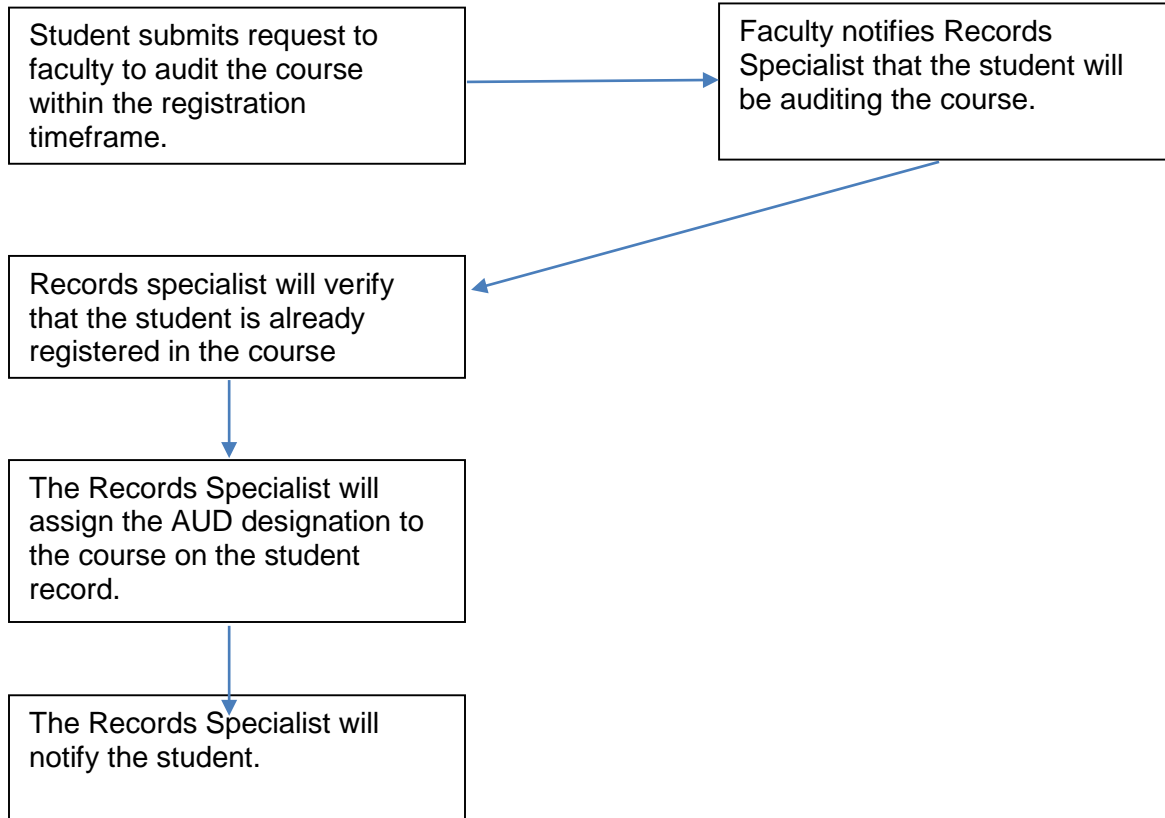 Student submits request to
faculty to audit the course
within the registration
timeframe.
Faculty notifies Records
Specialist that the student will
be auditing the course.
Records specialist will verify
that the student is already
registered in the course
The Records Specialist will
assign the AUD designation to
the course on the student
record.
The Records Specialist will
notify the student.